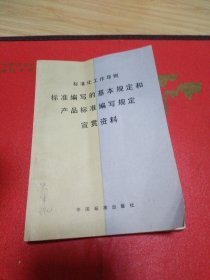 标准化工作导则
标准编写的基本规定和
产品标准编写规定
宣贯资料
中国标准出版社